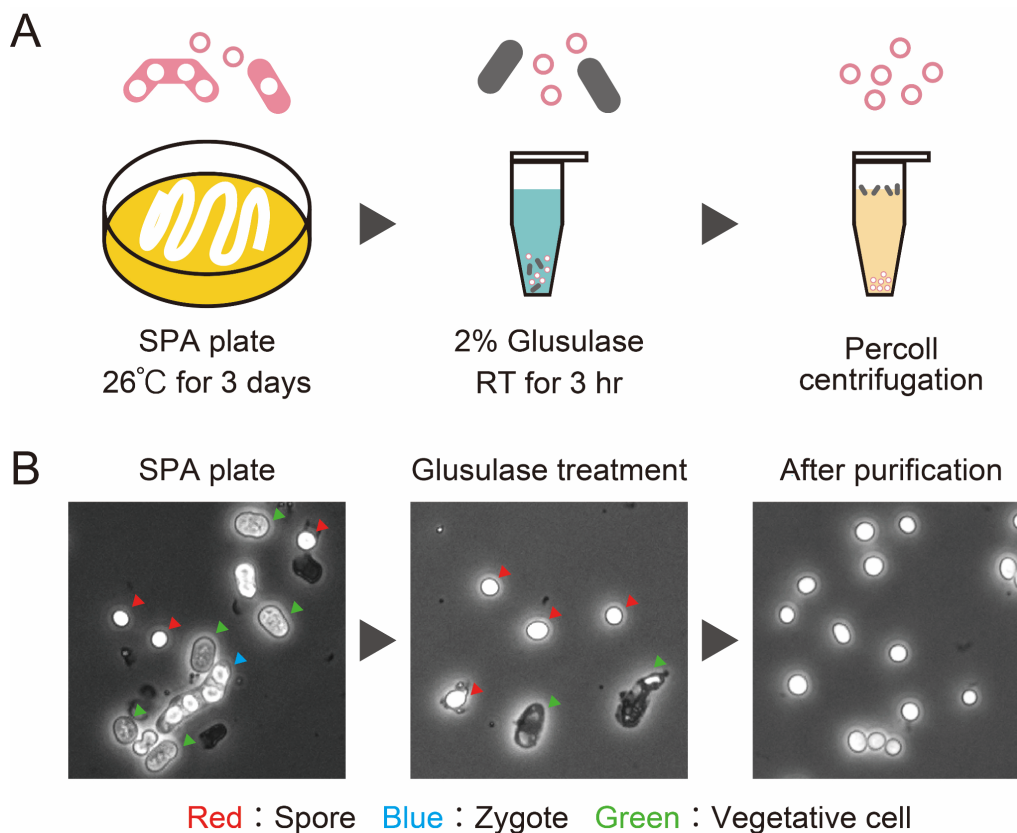 A
SPA plate
26℃ for 3 days
2% Glusulase
RT for 3 hr
Percoll
centrifugation
B
SPA plate
Glusulase treatment
After purification
Red：Spore Blue：Zygote Green：Vegetative cell